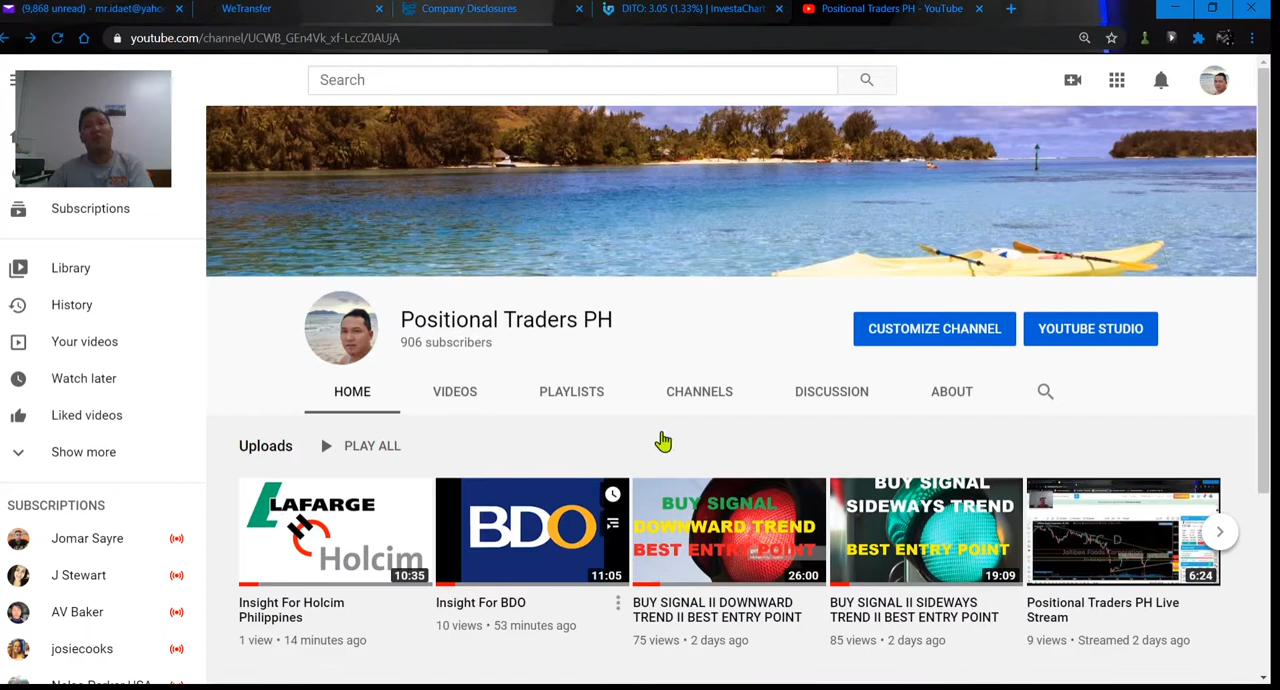 (9,868 unread) - mr.idaet@yaho
WeTransfer
Company Disclosures
DITO: 3.05 (1.33%) | InvestaChart
Positional Traders PH - YouTube
youtube.com/channel/UCWB_GEn4Vk_xf-LccZ0AUjA
Search
Subscriptions
Library
History
Your videos
Watch later
Liked videos
Show more
SUBSCRIPTIONS
Jomar Sayre
J Stewart
AV Baker
josiecooks
Positional Traders PH
906 subscribers
CUSTOMIZE CHANNEL
YOUTUBE STUDIO
HOME
VIDEOS
PLAYLISTS
CHANNELS
DISCUSSION
ABOUT
Uploads
PLAY ALL
LAFARGE
Holcim
10:35
Insight For Holcim
Philippines
1 view • 14 minutes ago
BDO
11:05
Insight For BDO
10 views • 53 minutes ago
BUY SIGNAL
DOWNWARD TREND
BEST ENTRY POINT
26:00
BUY SIGNAL II DOWNWARD
TREND II BEST ENTRY POINT
75 views • 2 days ago
BUY SIGNAL
SIDEWAYS TREND
BEST ENTRY POINT
19:09
BUY SIGNAL II SIDEWAYS
TREND II BEST ENTRY POINT
85 views • 2 days ago
6:24
Positional Traders PH Live
Stream
9 views • Streamed 2 days ago